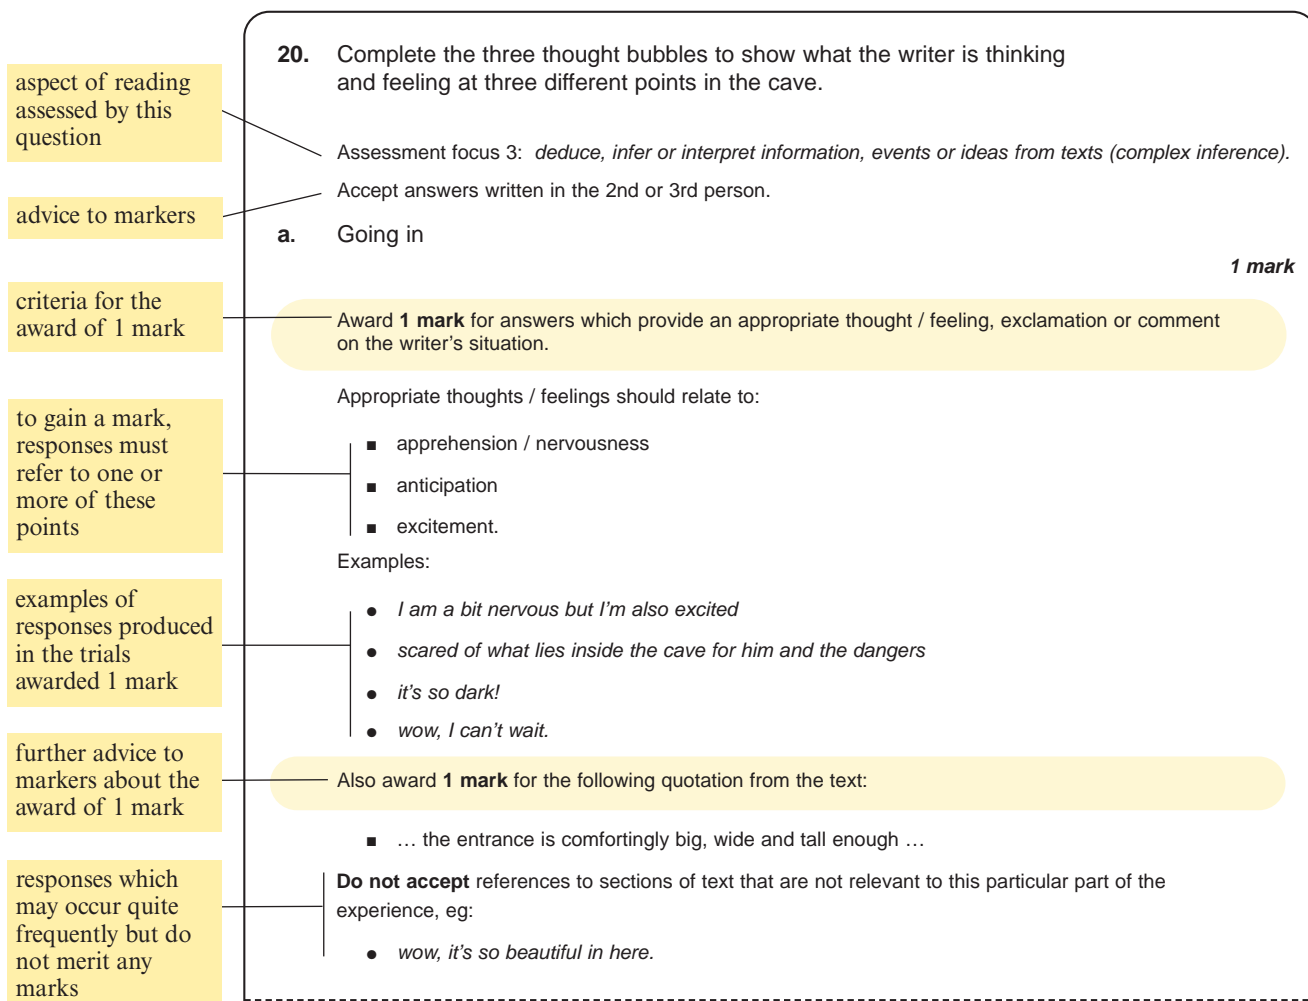 20. Complete the three thought bubbles to show what the writer is thinking
and feeling at three different points in the cave.
aspect of reading
assessed by this
question
Assessment focus 3: deduce, infer or interpret information, events or ideas from texts (complex inference).
advice to markers
Accept answers written in the 2nd or 3rd person.
a. Going in
1 mark
criteria for the
award of 1 mark
Award 1 mark for answers which provide an appropriate thought / feeling, exclamation or comment
on the writer's situation.
Appropriate thoughts / feelings should relate to:
to gain a mark,
responses must
refer to one or
more of these
points
■ apprehension / nervousness
■ anticipation
■ excitement.
Examples:
examples of
responses produced
in the trials
awarded 1 mark
● I am a bit nervous but I'm also excited
● scared of what lies inside the cave for him and the dangers
● it's so dark!
● wow, I can't wait.
further advice to
markers about the
award of 1 mark
Also award 1 mark for the following quotation from the text:
■ … the entrance is comfortingly big, wide and tall enough …
responses which
may occur quite
frequently but do
not merit any
marks
Do not accept references to sections of text that are not relevant to this particular part of the
experience, eg:
● wow, it's so beautiful in here.